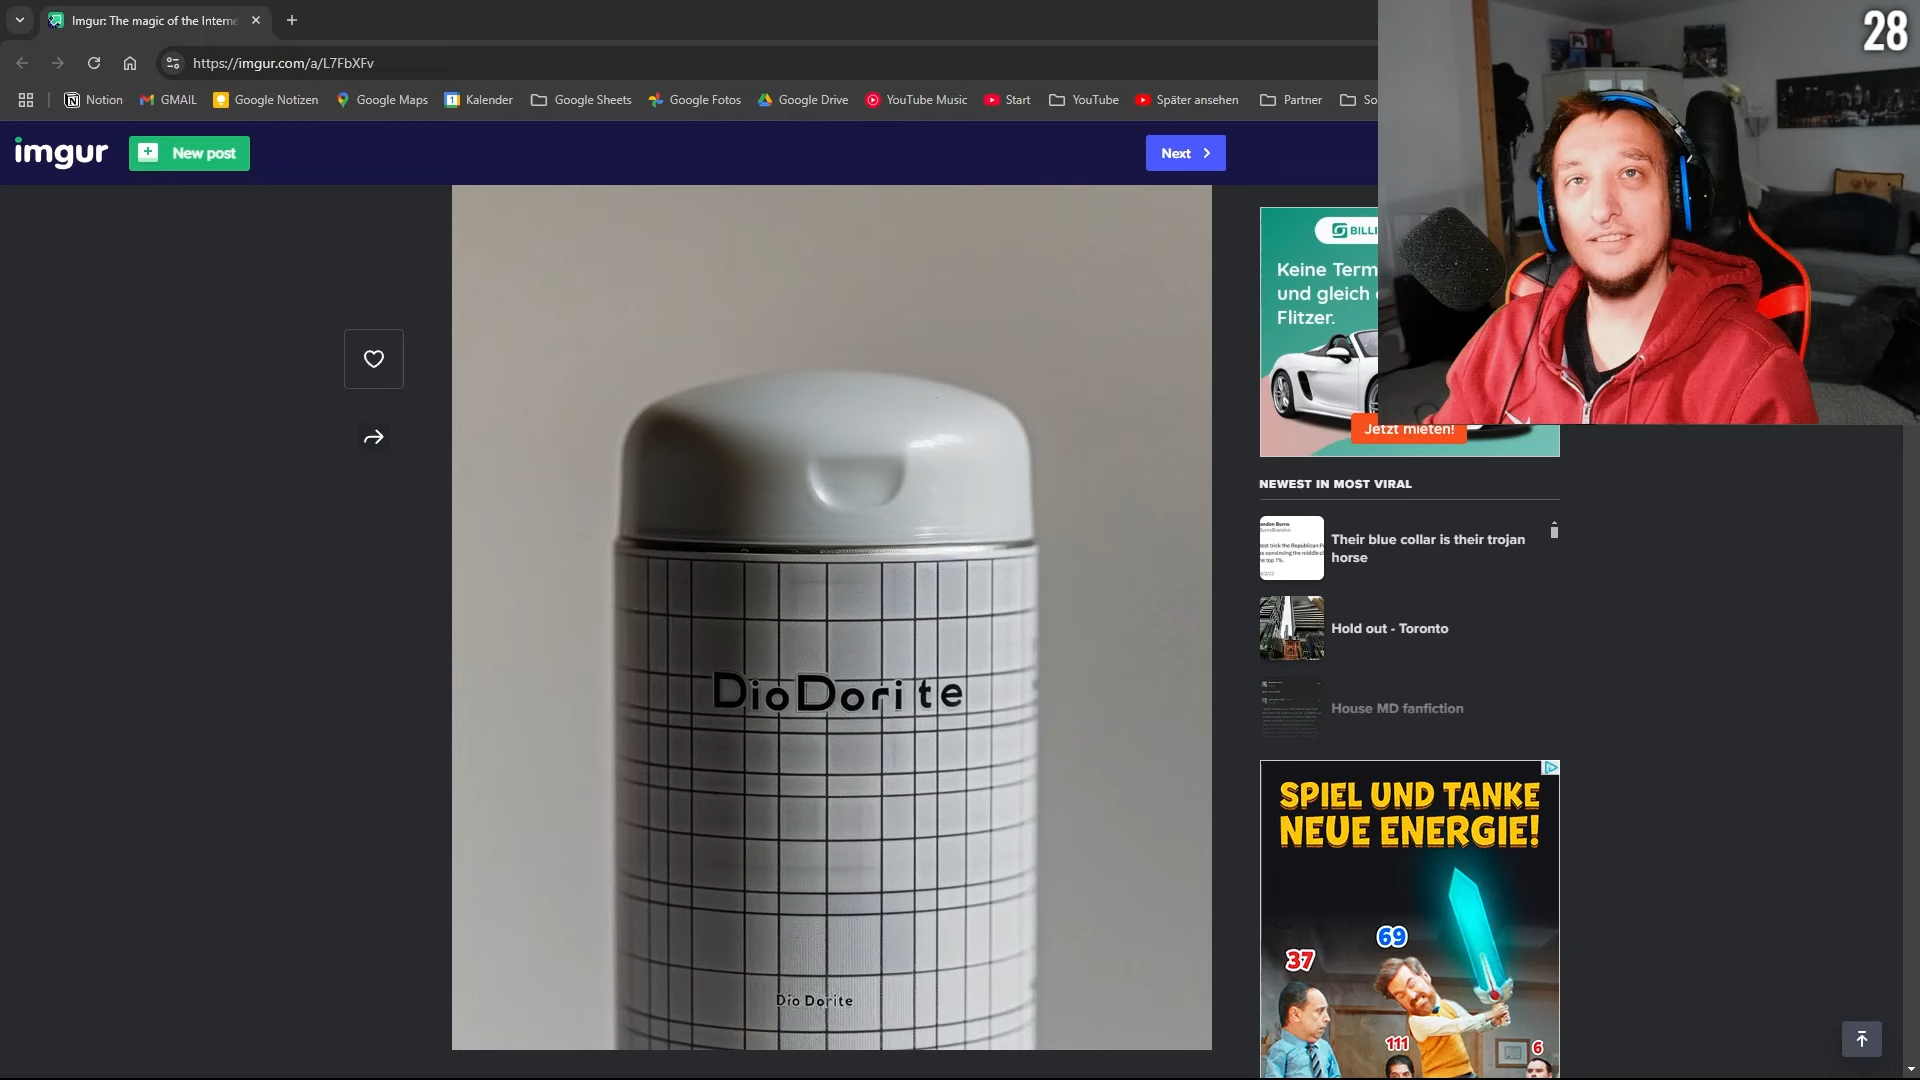 Imgur: The magic of the Interne
28
https://imgur.com/a/L7FbXFv
Notion
GMAIL
Google Notizen
Google Maps
Kalender
Google Sheets
Google Fotos
Google Drive
YouTube Music
Start
YouTube
Später ansehen
Partner
So
imgur
New post
Next
BILLI
Keine Term
und gleich
Flitzer.
Jetzt mieten!
NEWEST IN MOST VIRAL
Their blue collar is their trojan
horse
Hold out - Toronto
House MD fanfiction
DioDorite
Dio Dorite
SPIEL UND TANKE
NEUE ENERGIE!
69
37
111
6